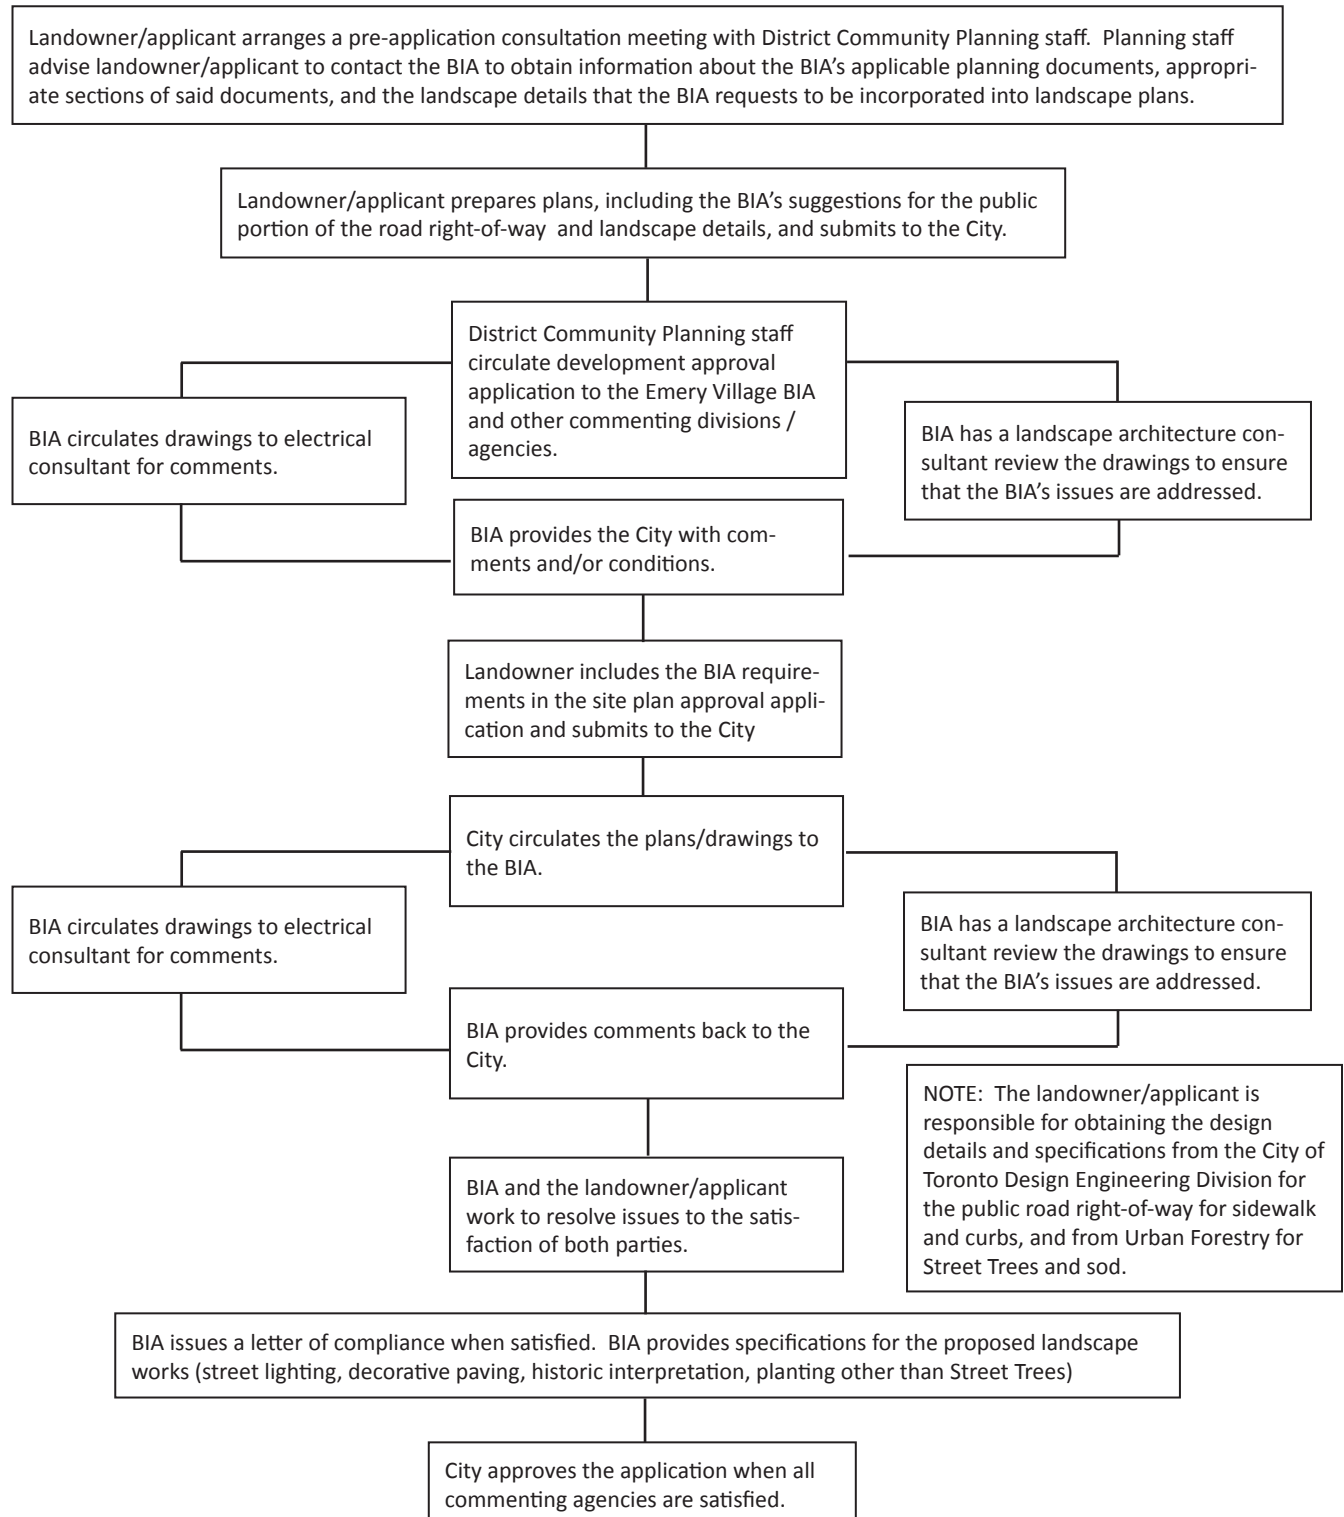 Landowner/applicant arranges a pre-application consultation meeting with District Community Planning staff.  Planning staff
advise landowner/applicant to contact the BIA to obtain information about the BIA’s applicable planning documents, appropri-
ate sections of said documents, and the landscape details that the BIA requests to be incorporated into landscape plans.
Landowner/applicant prepares plans, including the BIA’s suggestions for the public
portion of the road right-of-way  and landscape details, and submits to the City.
District Community Planning staff
circulate development approval
application to the Emery Village BIA
and other commenting divisions /
agencies.
BIA circulates drawings to electrical
consultant for comments.
BIA has a landscape architecture con-
sultant review the drawings to ensure
that the BIA’s issues are addressed.
BIA provides the City with com-
ments and/or conditions.
Landowner includes the BIA require-
ments in the site plan approval appli-
cation and submits to the City
City circulates the plans/drawings to
the BIA.
BIA circulates drawings to electrical
consultant for comments.
BIA has a landscape architecture con-
sultant review the drawings to ensure
that the BIA’s issues are addressed.
BIA provides comments back to the
City.
NOTE:  The landowner/applicant is
responsible for obtaining the design
details and specifications from the City of
Toronto Design Engineering Division for
the public road right-of-way for sidewalk
and curbs, and from Urban Forestry for
Street Trees and sod.
BIA and the landowner/applicant
work to resolve issues to the satis-
faction of both parties.
BIA issues a letter of compliance when satisfied.  BIA provides specifications for the proposed landscape
works (street lighting, decorative paving, historic interpretation, planting other than Street Trees)
City approves the application when all
commenting agencies are satisfied.